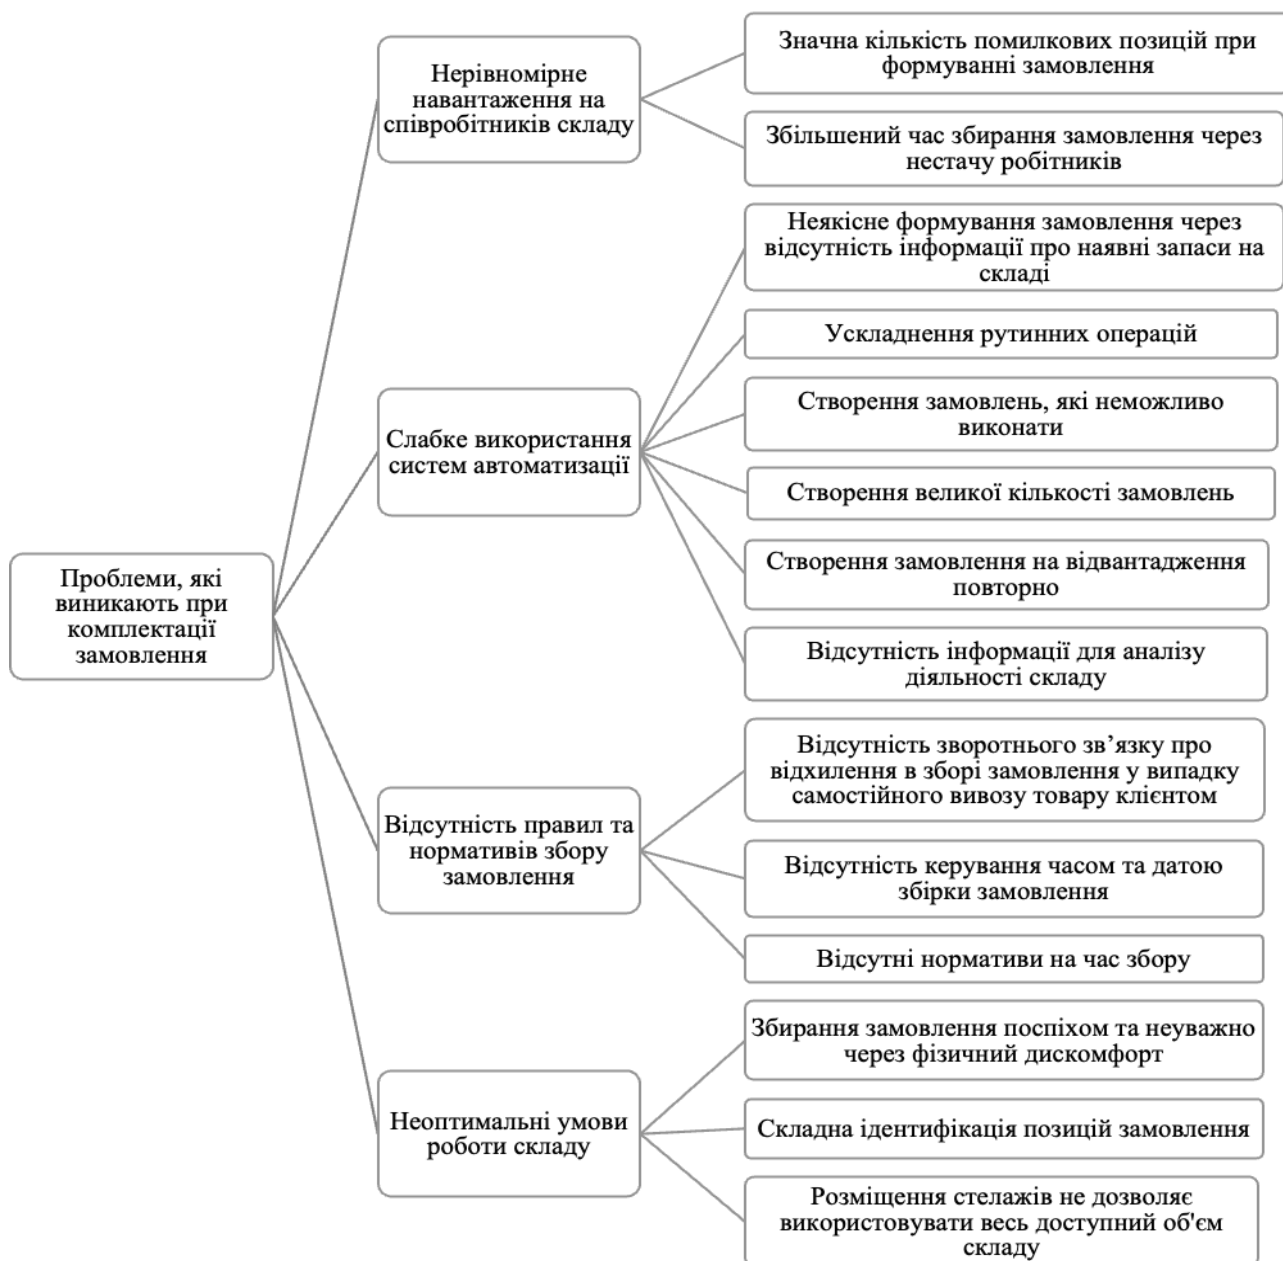 Проблеми, які
виникають при
комплектації
замовлення
Нерівномірне
навантаження на
співробітників складу
Значна кількість помилкових позицій при
формуванні замовлення
Збільшений час збирання замовлення через
нестачу робітників
Слабке використання
систем автоматизації
Неякісне формування замовлення через
відсутність інформації про наявні запаси на
складі
Ускладнення рутинних операцій
Створення замовлень, які неможливо
виконати
Створення великої кількості замовлень
Створення замовлення на відвантадження
повторно
Відсутність інформації для аналізу
діяльності складу
Відсутність правил та
нормативів збору
замовлення
Відсутність зворотнього зв’язку про
відхилення в зборі замовлення у випадку
самостійного вивозу товару клієнтом
Відсутність керування часом та датою
збірки замовлення
Відсутні нормативи на час збору
Неоптимальні умови
роботи складу
Збирання замовлення поспіхом та неуважно
через фізичний дискомфорт
Складна ідентифікація позицій замовлення
Розміщення стелажів не дозволяє
використовувати весь доступний об'єм
складу